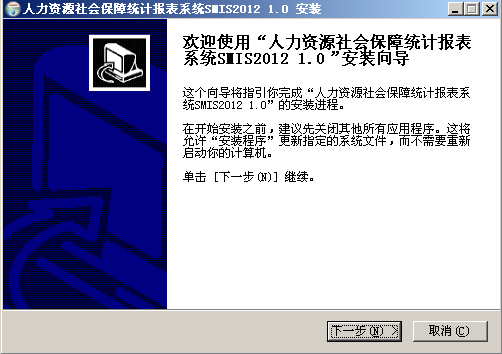 人力资源社会保障统计报表系统SMIS2012 1.0 安装
欢迎使用“人力资源社会保障统计报表
系统SMIS2012 1.0 ”安装向导
这个向导将指引你完成“人力资源社会保障统计报表系
统SMIS2012 1.0”的安装进程。
在开始安装之前，建议先关闭其他所有应用程序。这将
允许“安装程序”更新指定的系统文件，而不需要重新
启动你的计算机。
单击 [下一步(N)] 继续。
下一步(N) >
取消(C)